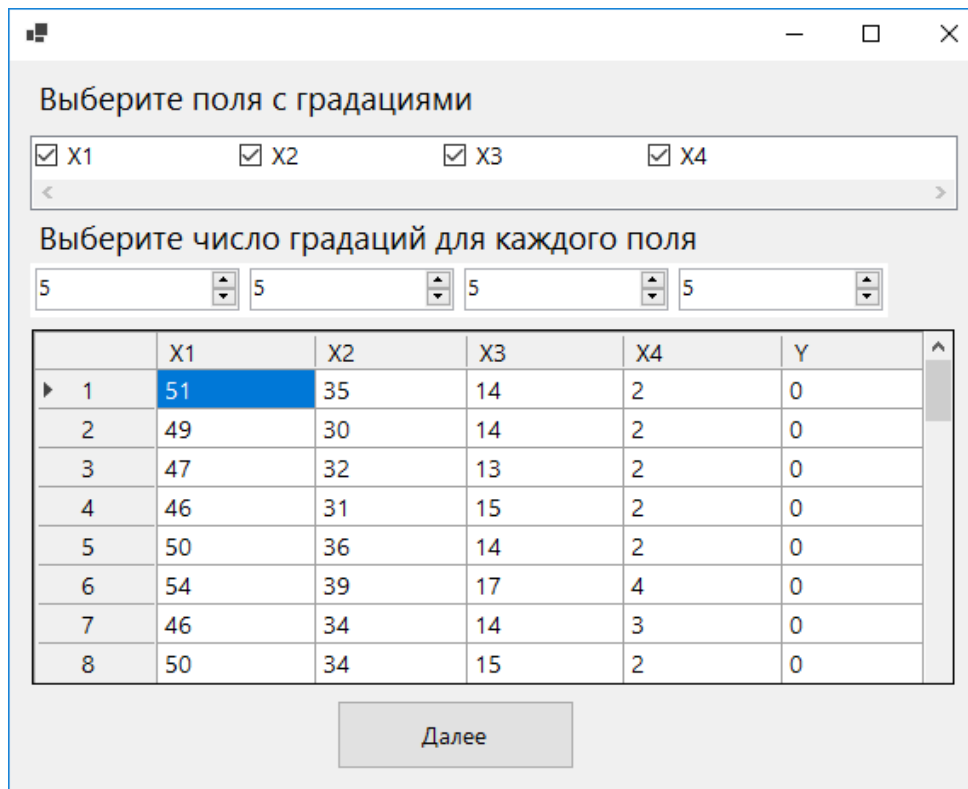 Выберите поля с градациями
X1 X2 X3 X4
Выберите число градаций для каждого поля
5 5 5 5
X1 X2 X3 X4 Y
1 51 35 14 2 0
2 49 30 14 2 0
3 47 32 13 2 0
4 46 31 15 2 0
5 50 36 14 2 0
6 54 39 17 4 0
7 46 34 14 3 0
8 50 34 15 2 0
Далее